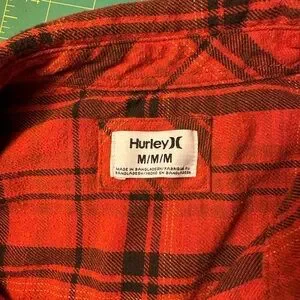 Hurley
M/M/M
MADE IN BANGLADESH/FABRIQUÉ AU
BANGLADESH/HECHO EN BANGLADESH